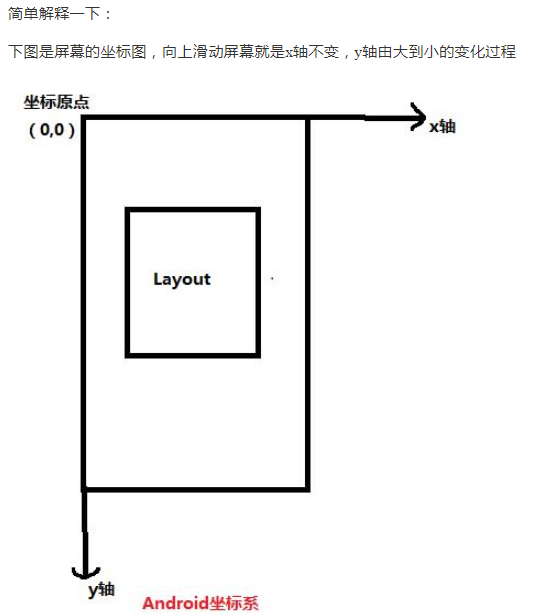 简单解释一下：
下图是屏幕的坐标图，向上滑动屏幕就是x轴不变，y轴由大到小的变化过程
坐标原点
（0,0）
x轴
Layout
y轴
Android坐标系